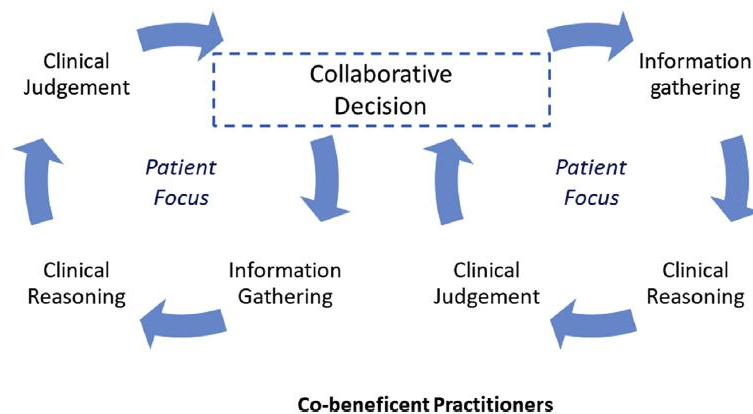 Clinical
Judgement
Collaborative
Decision
Information
gathering
Patient
Focus
Patient
Focus
Clinical
Reasoning
Information
Gathering
Clinical
Judgement
Clinical
Reasoning
Co-beneficent Practitioners